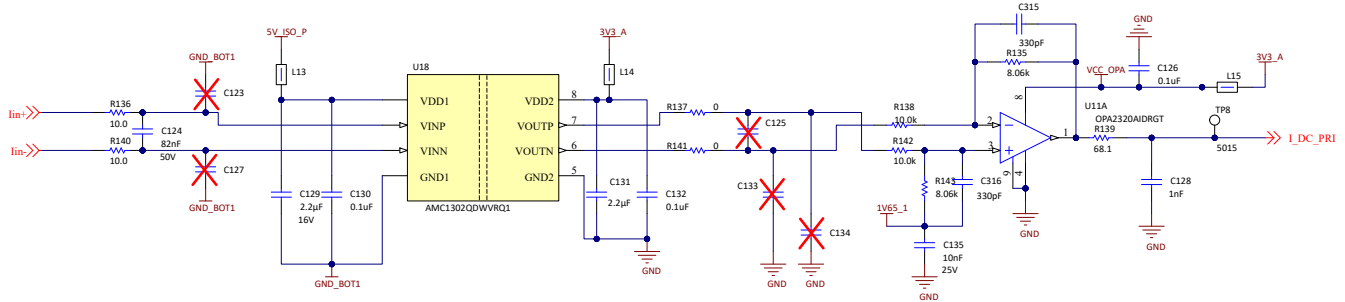 5V_ISO_P
L13
GND_BOT1
C123
Iin+
R136
10.0
C124
82nF
50V
Iin-
R140
10.0
C127
GND_BOT1
C129
2.2µF
16V
C130
0.1uF
GND_BOT1
U18
VDD1
VINP
VINN
GND1
VDD2
VOUTP
VOUTN
GND2
8
7
6
5
AMC1302QDWVRQ1
3V3_A
L14
C131
2.2µF
C132
0.1uF
GND
R137
0
R141
0
C125
C133
GND
C134
GND
R138
10.0k
R142
10.0k
R143
8.06k
C316
330pF
1V65_1
C135
10nF
25V
GND
C315
330pF
R135
8.06k
2
3
8
1
9
4
GND
GND
C126
0.1uF
VCC_OPA
L15
3V3_A
U11A
OPA2320AIDRGT
R139
68.1
TP8
5015
I_DC_PRI
C128
1nF
GND